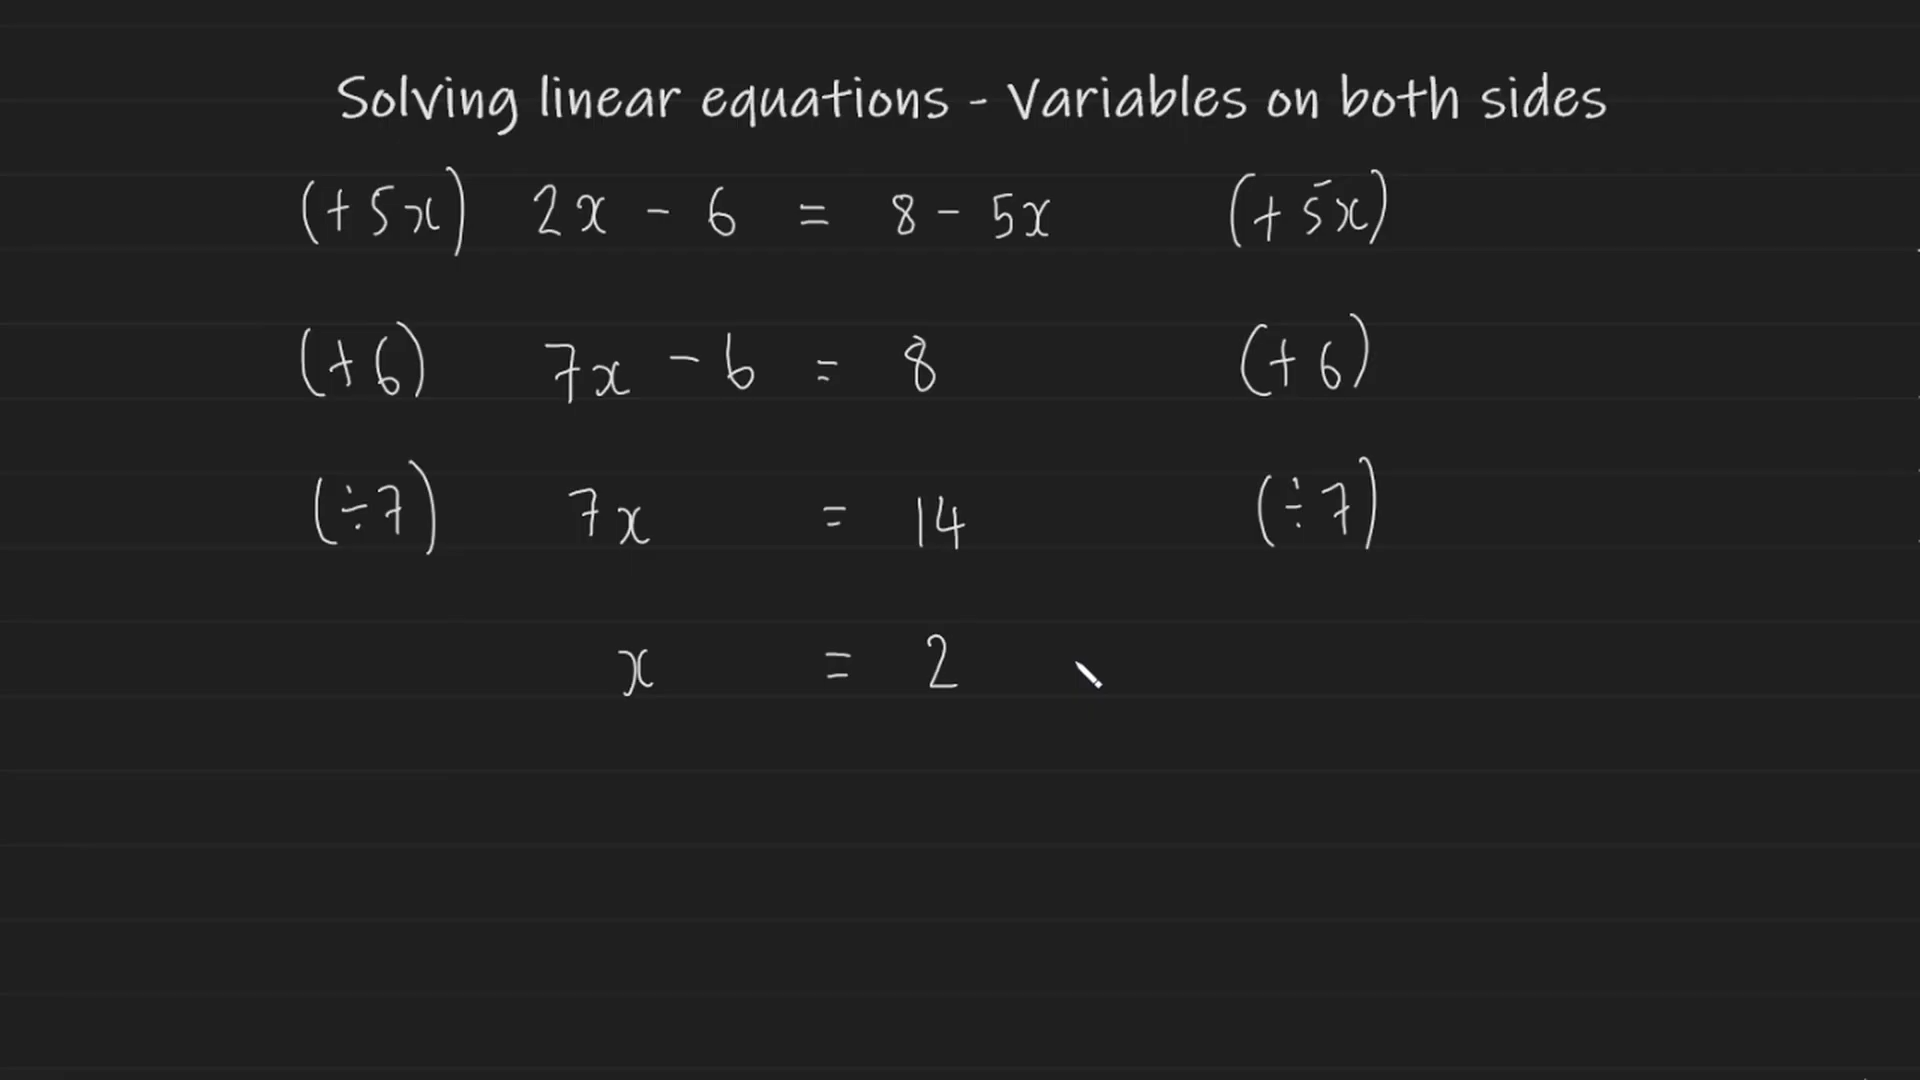 Solving linear equations - Variables on both sides
(+5x) 2x - 6 = 8 - 5x (+5x)
(+6) 7x - 6 = 8 (+6)
(÷7) 7x = 14 (÷7)
x = 2